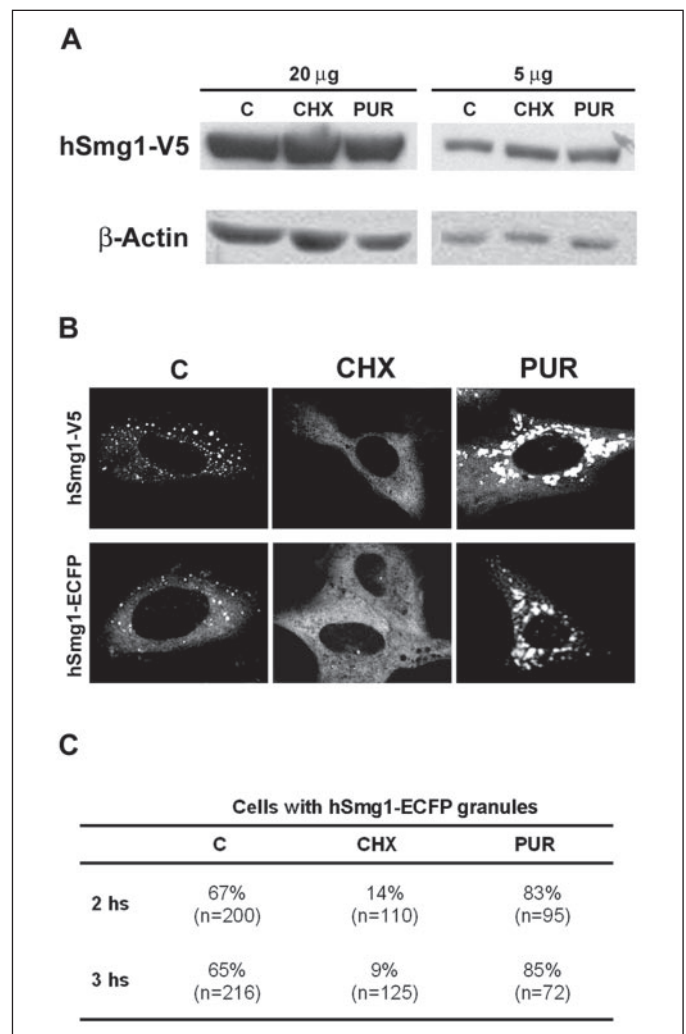 A
20 µg 5 µg
C CHX PUR C CHX PUR
hSmg1-V5
β-Actin
B
C CHX PUR
hSmg1-V5
hSmg1-ECFP
C
Cells with hSmg1-ECFP granules
C CHX PUR
2 hs 67% 14% 83%
(n=200) (n=110) (n=95)
3 hs 65% 9% 85%
(n=216) (n=125) (n=72)